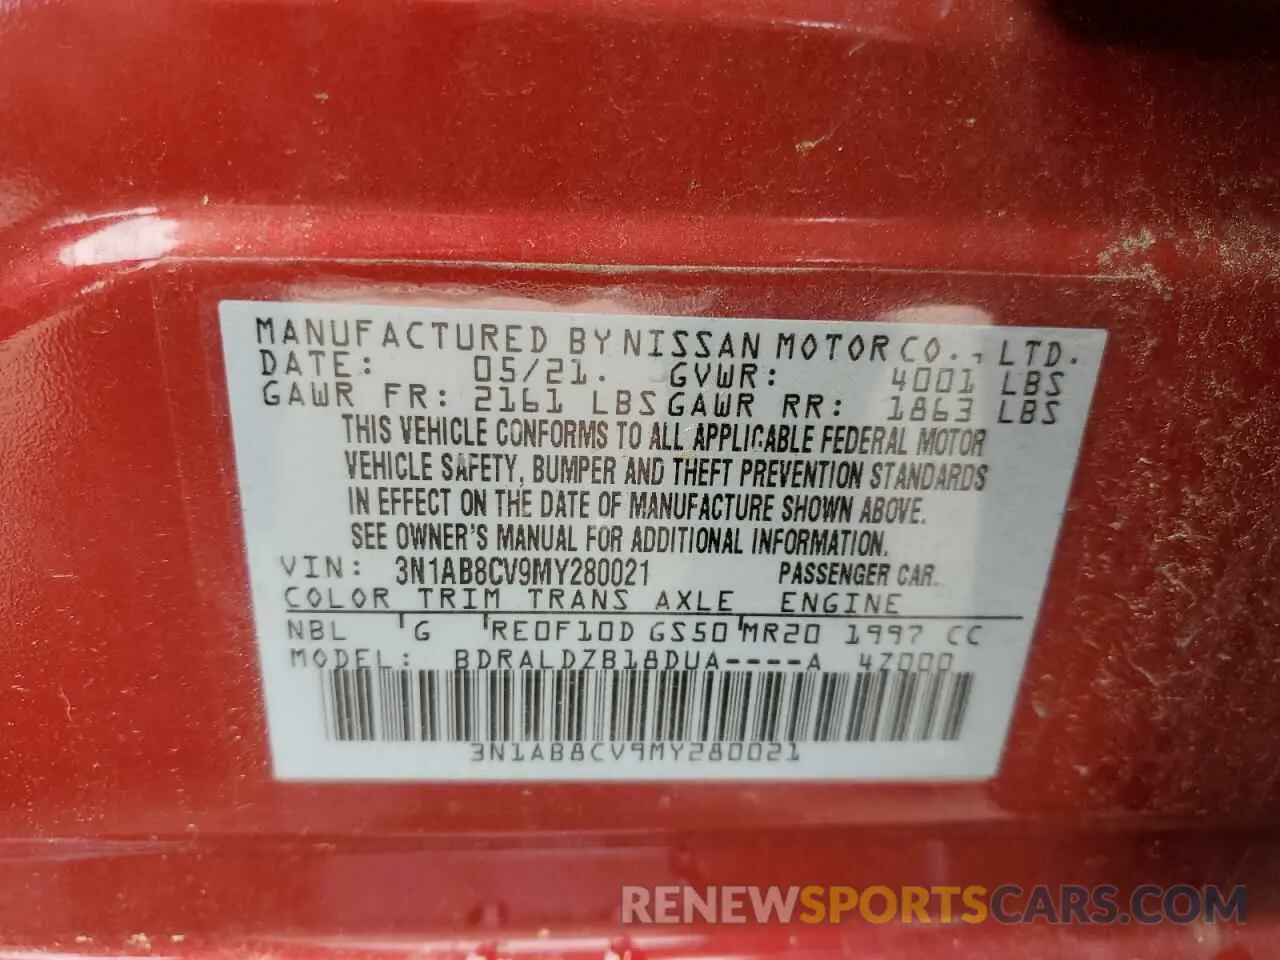 MANUFACTURED BY NISSAN MOTOR CO., LTD.
DATE: 05/21. GVWR: 4001 LBS
GAWR FR: 2161 LBS GAWR RR: 1863 LBS
THIS VEHICLE CONFORMS TO ALL APPLICABLE FEDERAL MOTOR
VEHICLE SAFETY, BUMPER AND THEFT PREVENTION STANDARDS
IN EFFECT ON THE DATE OF MANUFACTURE SHOWN ABOVE.
SEE OWNER'S MANUAL FOR ADDITIONAL INFORMATION.
VIN: 3N1AB8CV9MY280021 PASSENGER CAR.
COLOR TRIM TRANS AXLE ENGINE
NBL G RE0F10D GS50 MR20 1997 CC
MODEL: BDRALDZB18DUA----A 4Z000
3N1AB8CV9MY280021
RENEWSPORTSCARS.COM